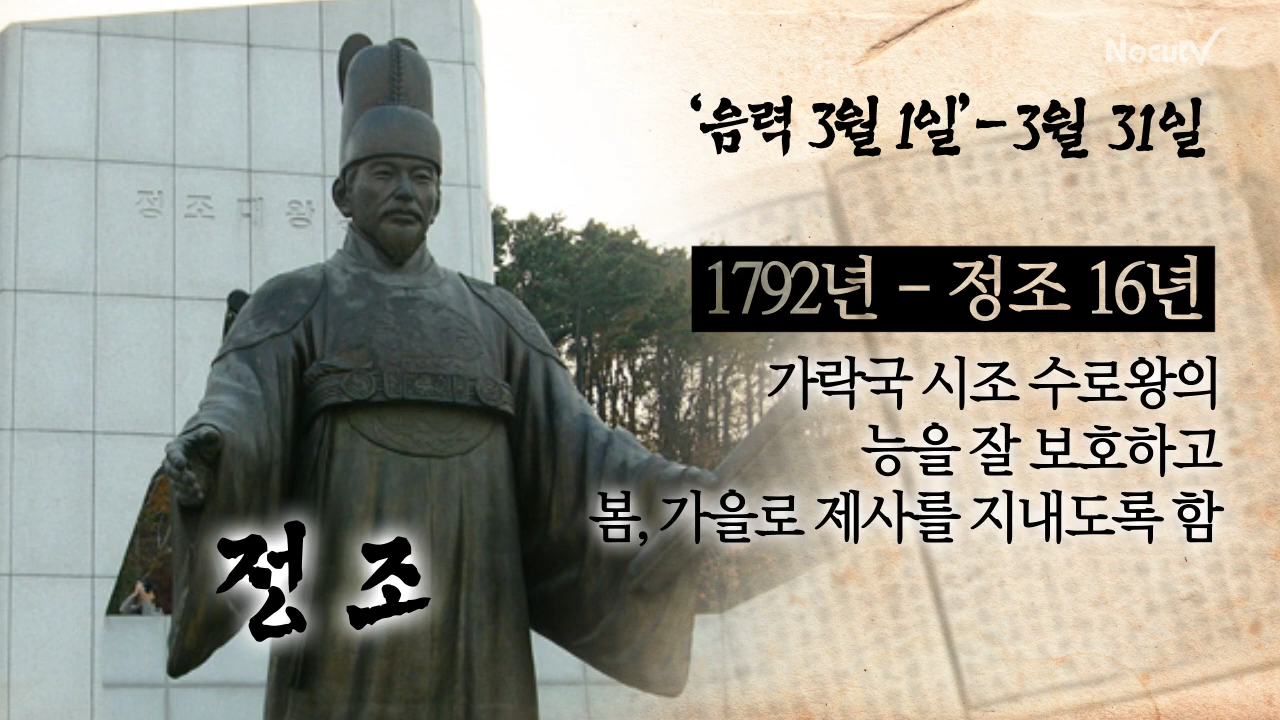 NocutV
‘음력 3월 1일’ - 3월 31일
정조대왕
1792년 - 정조 16년
가락국 시조 수로왕의
능을 잘 보호하고
봄, 가을로 제사를 지내도록 함
정조